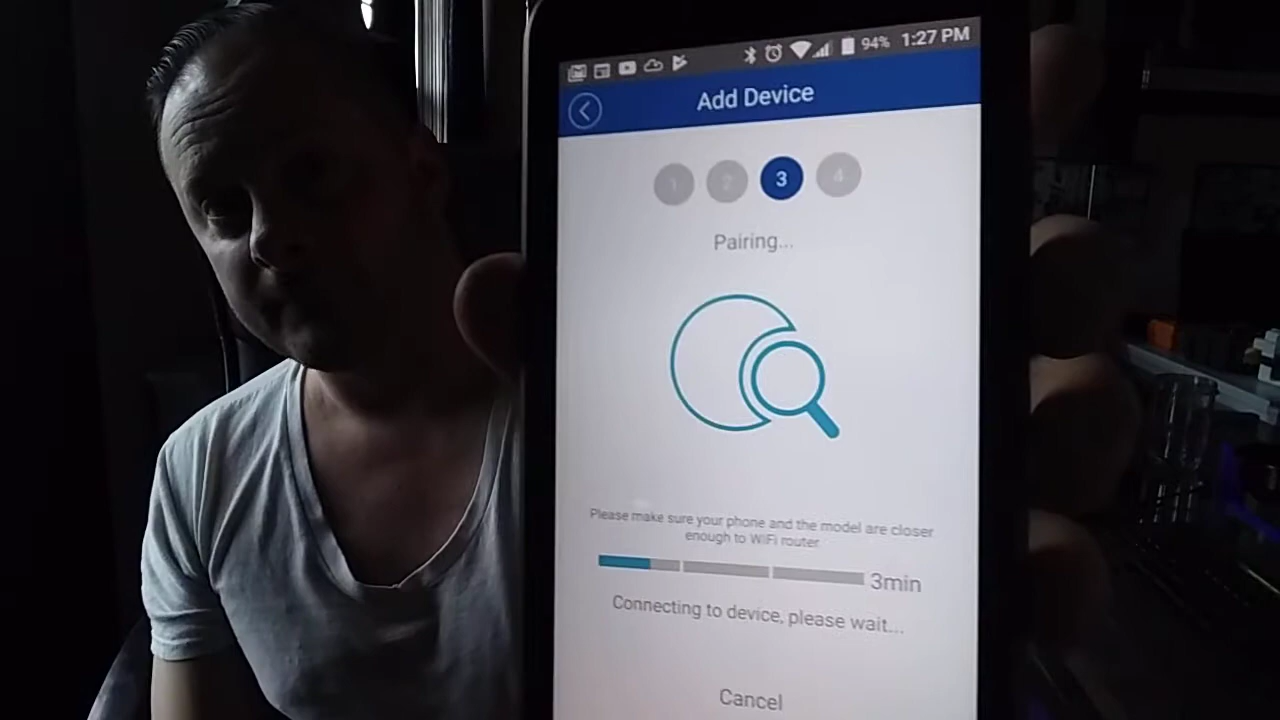 94% 1:27 PM
Add Device
1 2 3 4
Pairing...
Please make sure your phone and the model are closer
enough to WiFi router
3min
Connecting to device, please wait...
Cancel